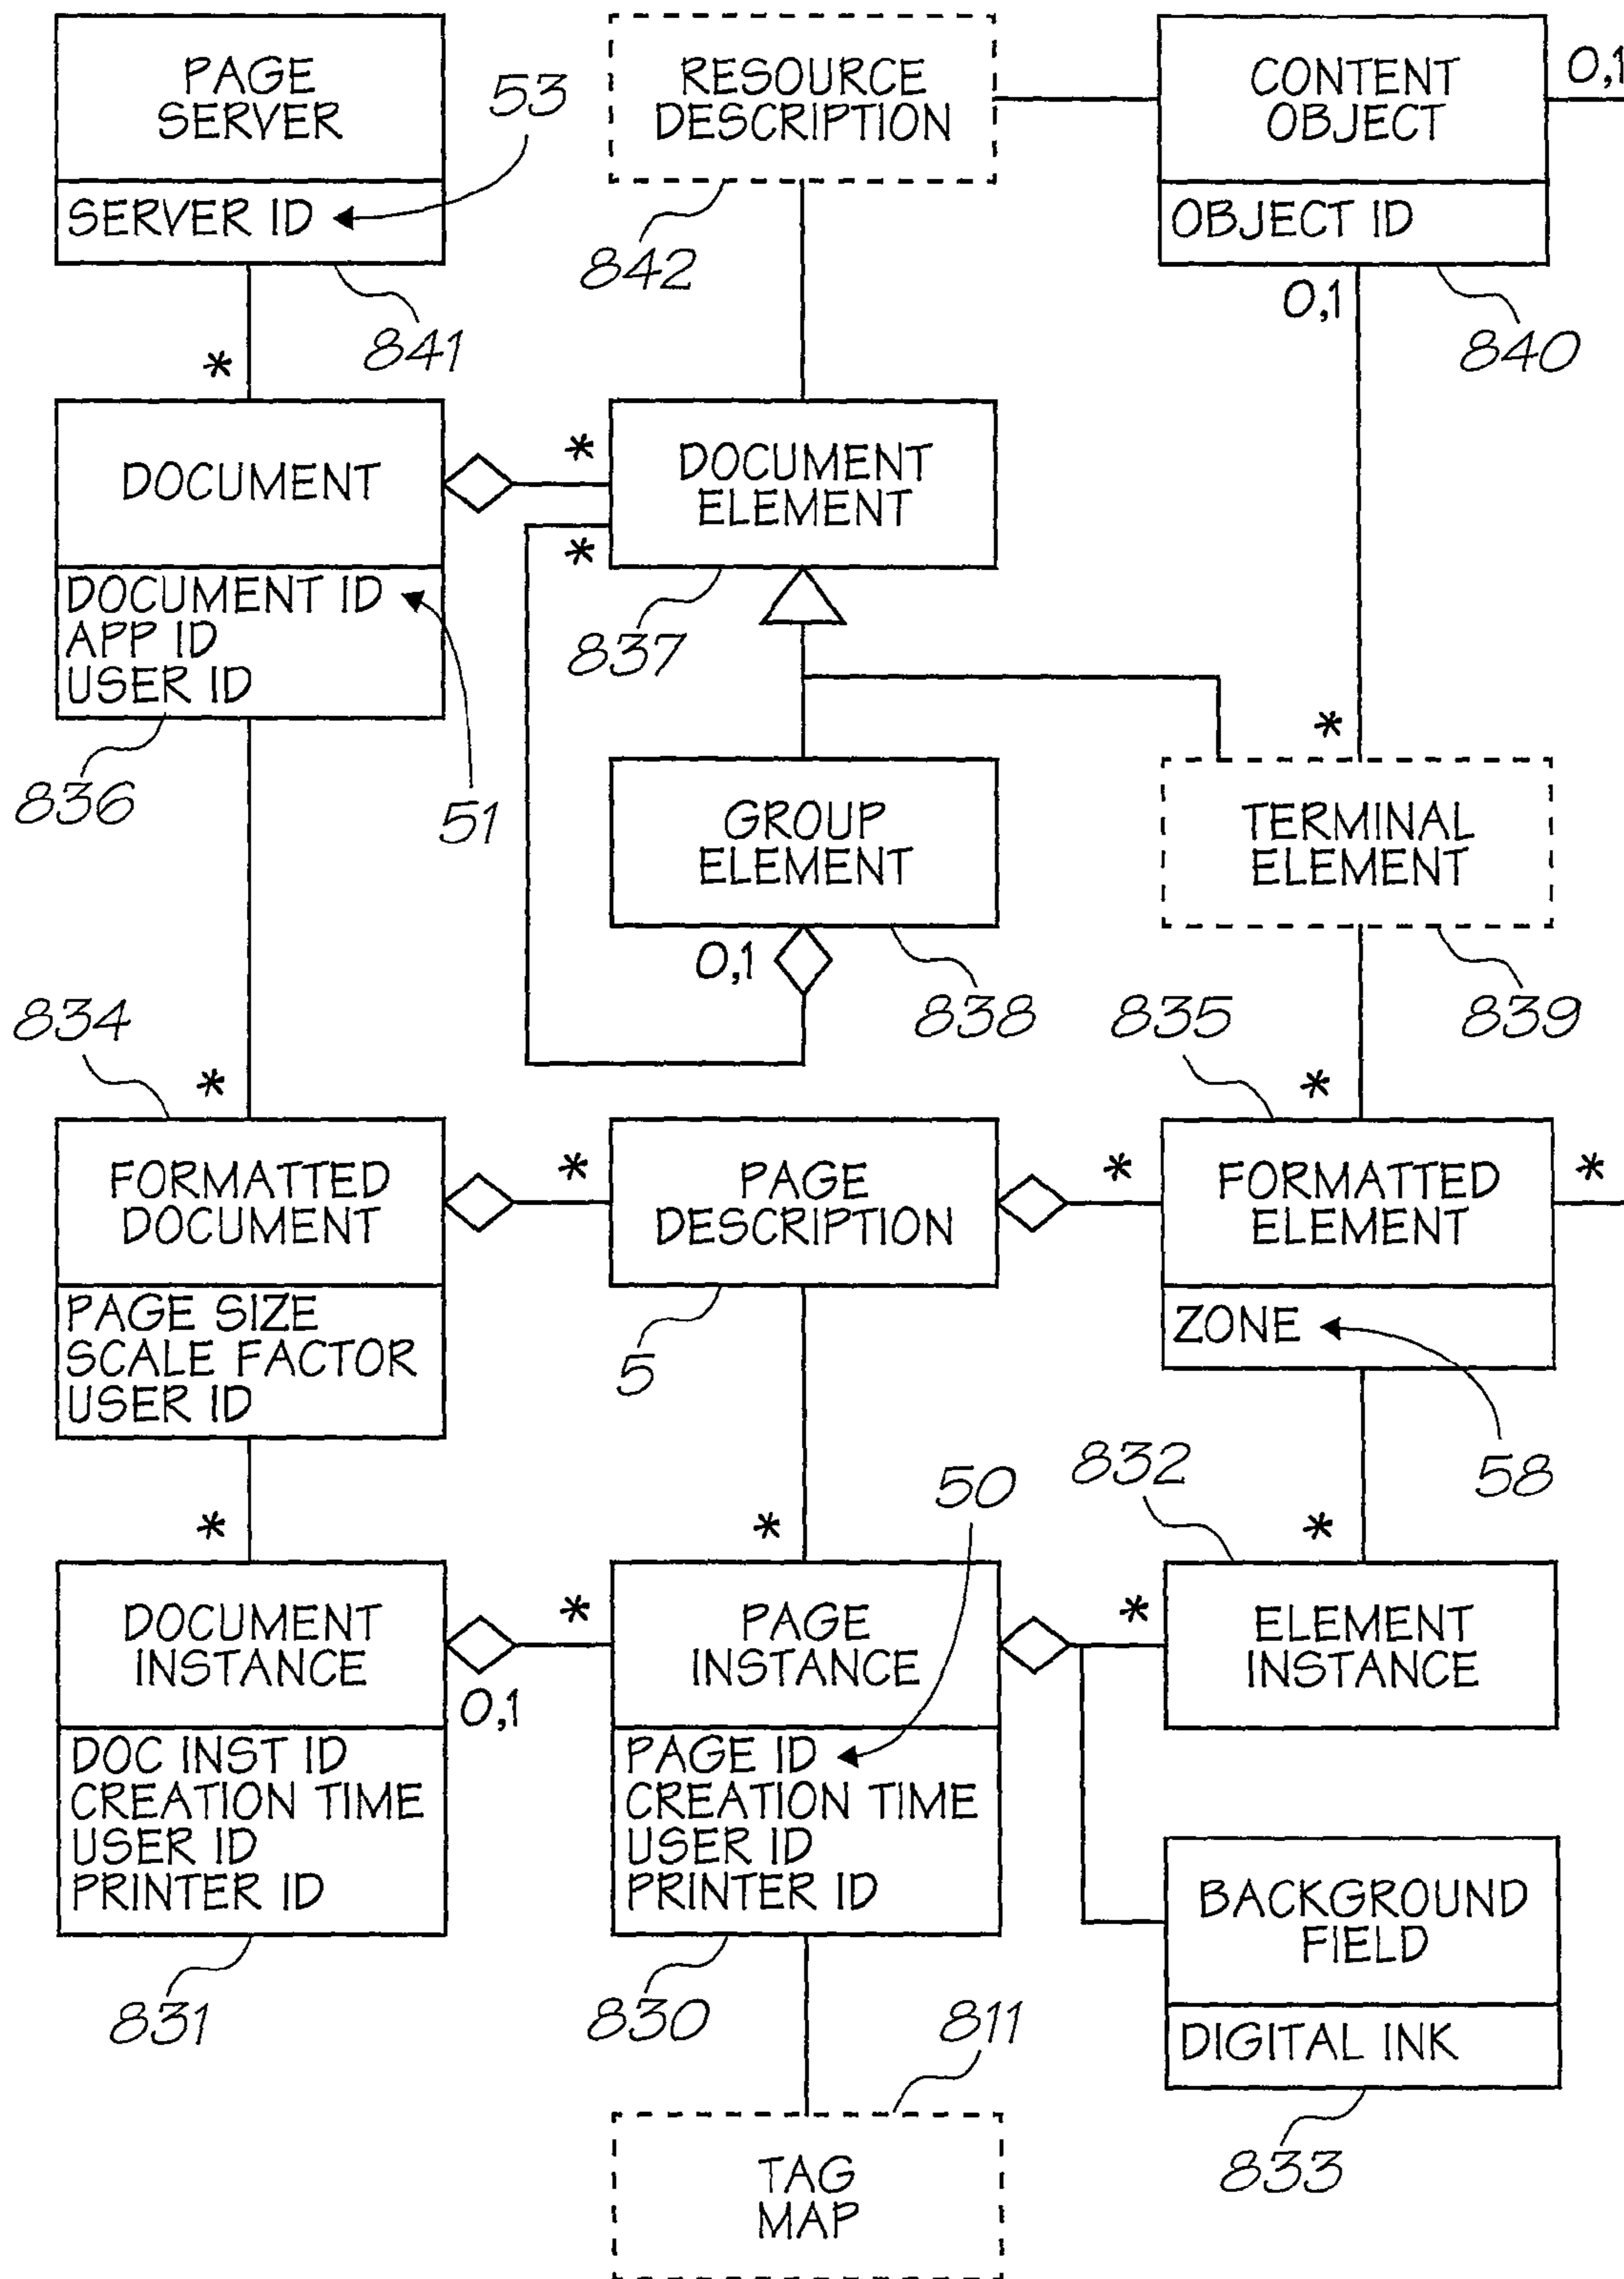 PAGE
SERVER
53
SERVER ID
841
RESOURCE
DESCRIPTION
842
CONTENT
OBJECT
0,1
OBJECT ID
0,1
840
*
DOCUMENT
DOCUMENT ID
APP ID
USER ID
836
51
*
DOCUMENT
ELEMENT
*
837
GROUP
ELEMENT
0,1
838
*
TERMINAL
ELEMENT
839
834
*
FORMATTED
DOCUMENT
PAGE SIZE
SCALE FACTOR
USER ID
*
PAGE
DESCRIPTION
5
835
*
*
FORMATTED
ELEMENT
*
ZONE
58
*
DOCUMENT
INSTANCE
0,1
DOC INST ID
CREATION TIME
USER ID
PRINTER ID
831
*
*
50
PAGE
INSTANCE
PAGE ID
CREATION TIME
USER ID
PRINTER ID
830
832
*
*
ELEMENT
INSTANCE
BACKGROUND
FIELD
DIGITAL INK
833
811
TAG
MAP